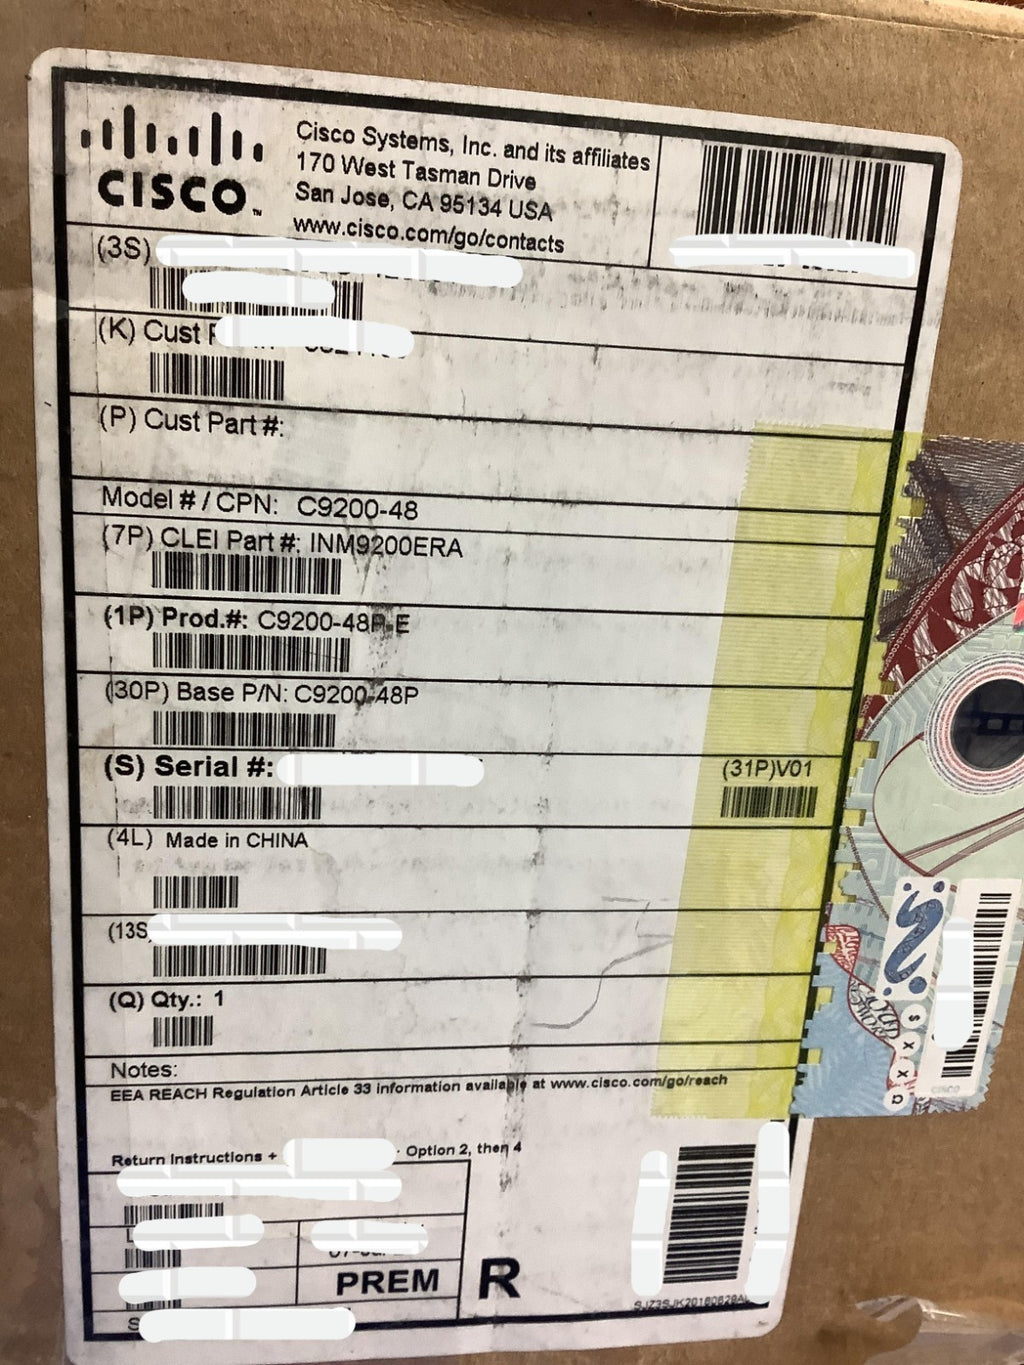 CISCO™
Cisco Systems, Inc. and its affiliates
170 West Tasman Drive
San Jose, CA 95134 USA
www.cisco.com/go/contacts
(3S)
(K) Cust
(P) Cust Part #:
Model # / CPN: C9200-48
(7P) CLEI Part #: INM9200ERA
(1P) Prod.#: C9200-48P-E
(30P) Base P/N: C9200-48P
(S) Serial #:
(31P)V01
(4L) Made in CHINA
(13S
(Q) Qty.: 1
Notes:
EEA REACH Regulation Article 33 information available at www.cisco.com/go/reach
Return Instructions +
Option 2, then 4
PREM
R
CISCO